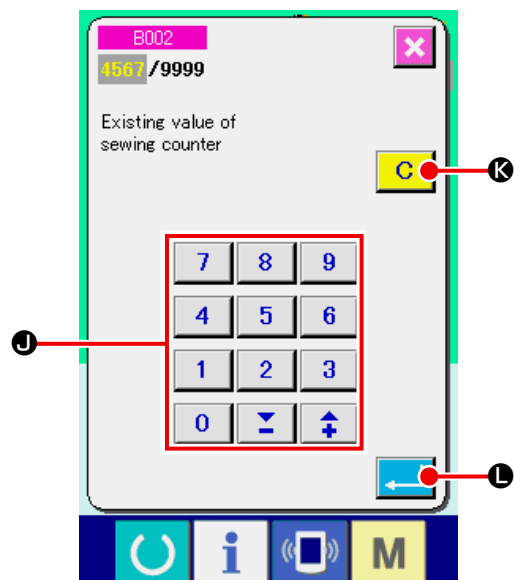 B002
4567/9999
Existing value of
sewing counter
C
K
7 8 9
4 5 6
J
1 2 3
0
L
i M